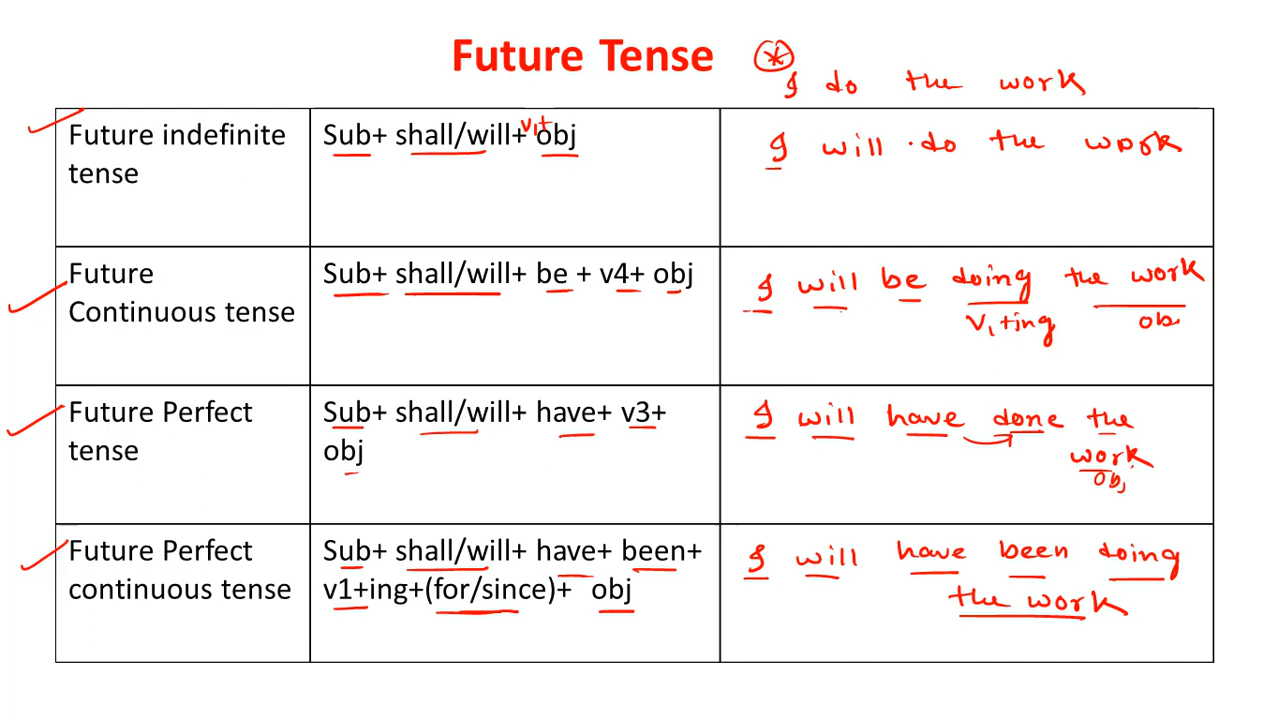 Future Tense
I do the work
Future indefinite
tense
Sub+ shall/will+ v1+ obj
I will do the work
Future
Continuous tense
Sub+ shall/will+ be + v4+ obj
I will be doing the work
V1+ing
ob
Future Perfect
tense
Sub+ shall/will+ have+ v3+
obj
I will have done the
work
obj
Future Perfect
continuous tense
Sub+ shall/will+ have+ been+
v1+ing+(for/since)+ obj
I will have been doing
the work